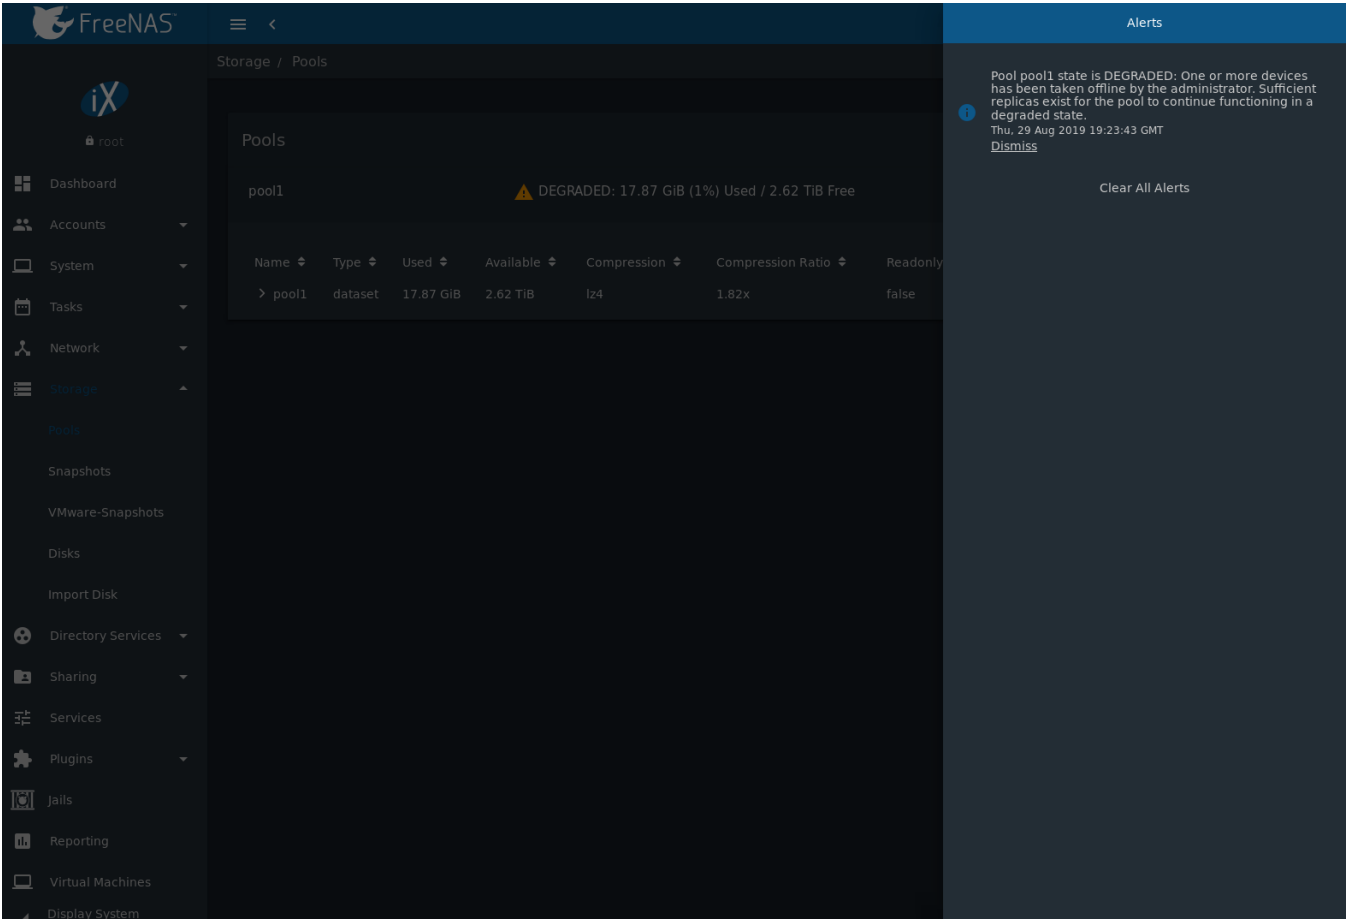 FreeNAS™
Alerts
Storage / Pools
iX
root
Dashboard
Accounts
System
Tasks
Network
Storage
Pools
Snapshots
VMware-Snapshots
Disks
Import Disk
Directory Services
Sharing
Services
Plugins
Jails
Reporting
Virtual Machines
Display System
Pools
pool1 DEGRADED: 17.87 GiB (1%) Used / 2.62 TiB Free
Name Type Used Available Compression Compression Ratio Readonly
pool1 dataset 17.87 GiB 2.62 TiB lz4 1.82x false
Pool pool1 state is DEGRADED: One or more devices
has been taken offline by the administrator. Sufficient
replicas exist for the pool to continue functioning in a
degraded state.
Thu, 29 Aug 2019 19:23:43 GMT
Dismiss
Clear All Alerts